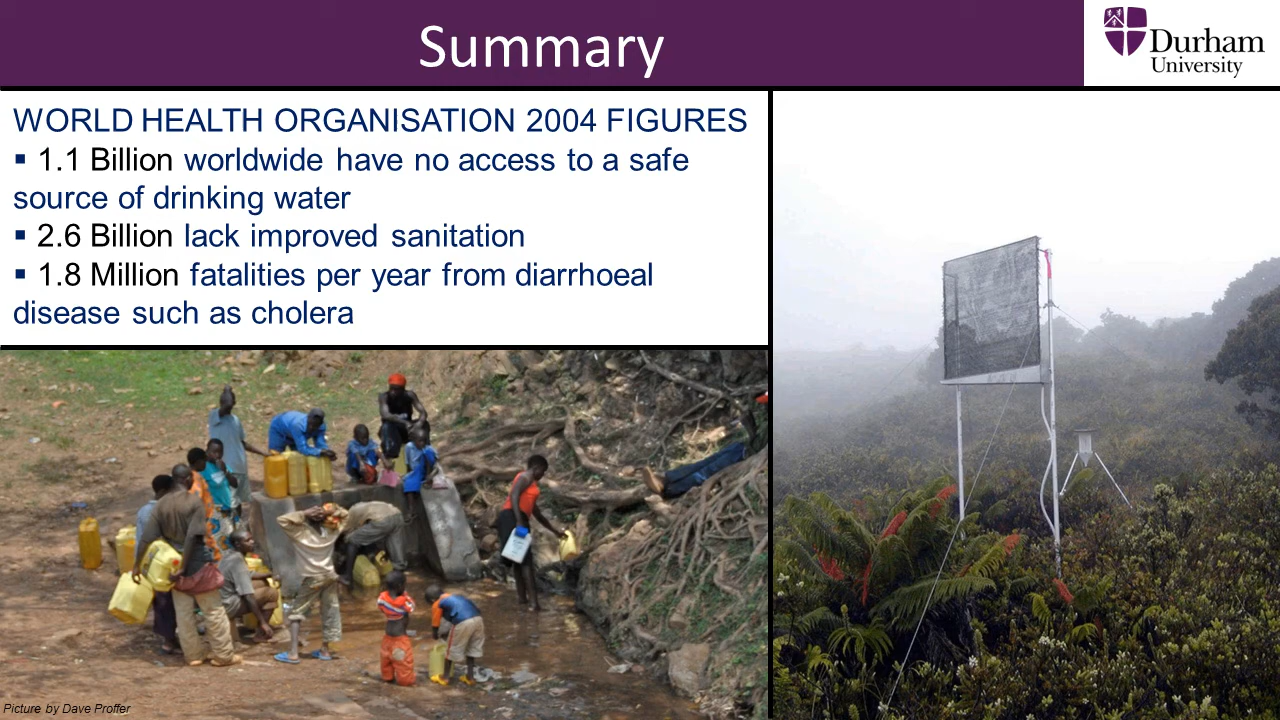 Summary
Durham
University
WORLD HEALTH ORGANISATION 2004 FIGURES
▪ 1.1 Billion worldwide have no access to a safe
source of drinking water
▪ 2.6 Billion lack improved sanitation
▪ 1.8 Million fatalities per year from diarrhoeal
disease such as cholera
Picture by Dave Proffer